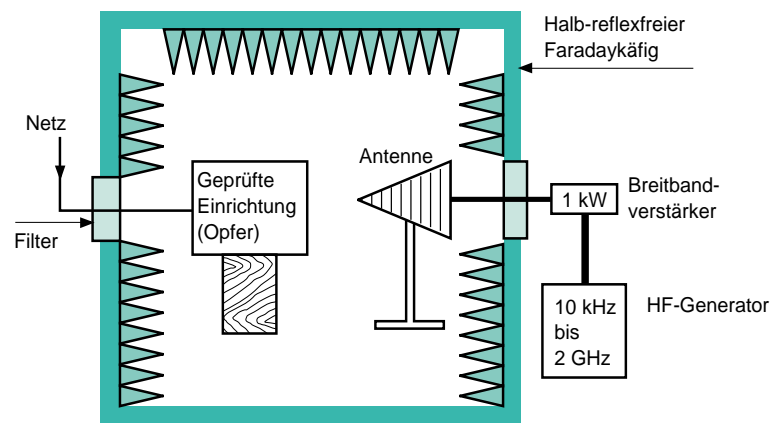 Halb-reflexfreier
Faradaykäfig
Netz
Filter
Geprüfte
Einrichtung
(Opfer)
Antenne
1 kW
Breitband-
verstärker
10 kHz
bis
2 GHz
HF-Generator